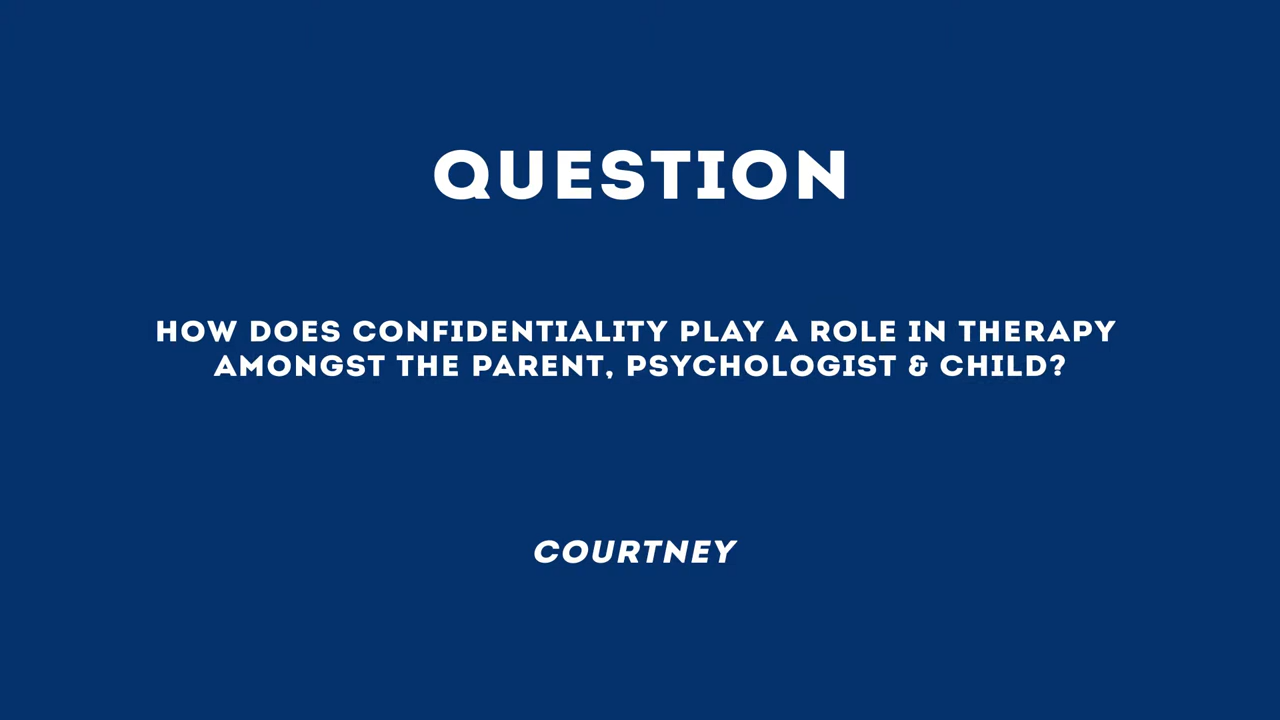 QUESTION
HOW DOES CONFIDENTIALITY PLAY A ROLE IN THERAPY
AMONGST THE PARENT, PSYCHOLOGIST & CHILD?
COURTNEY